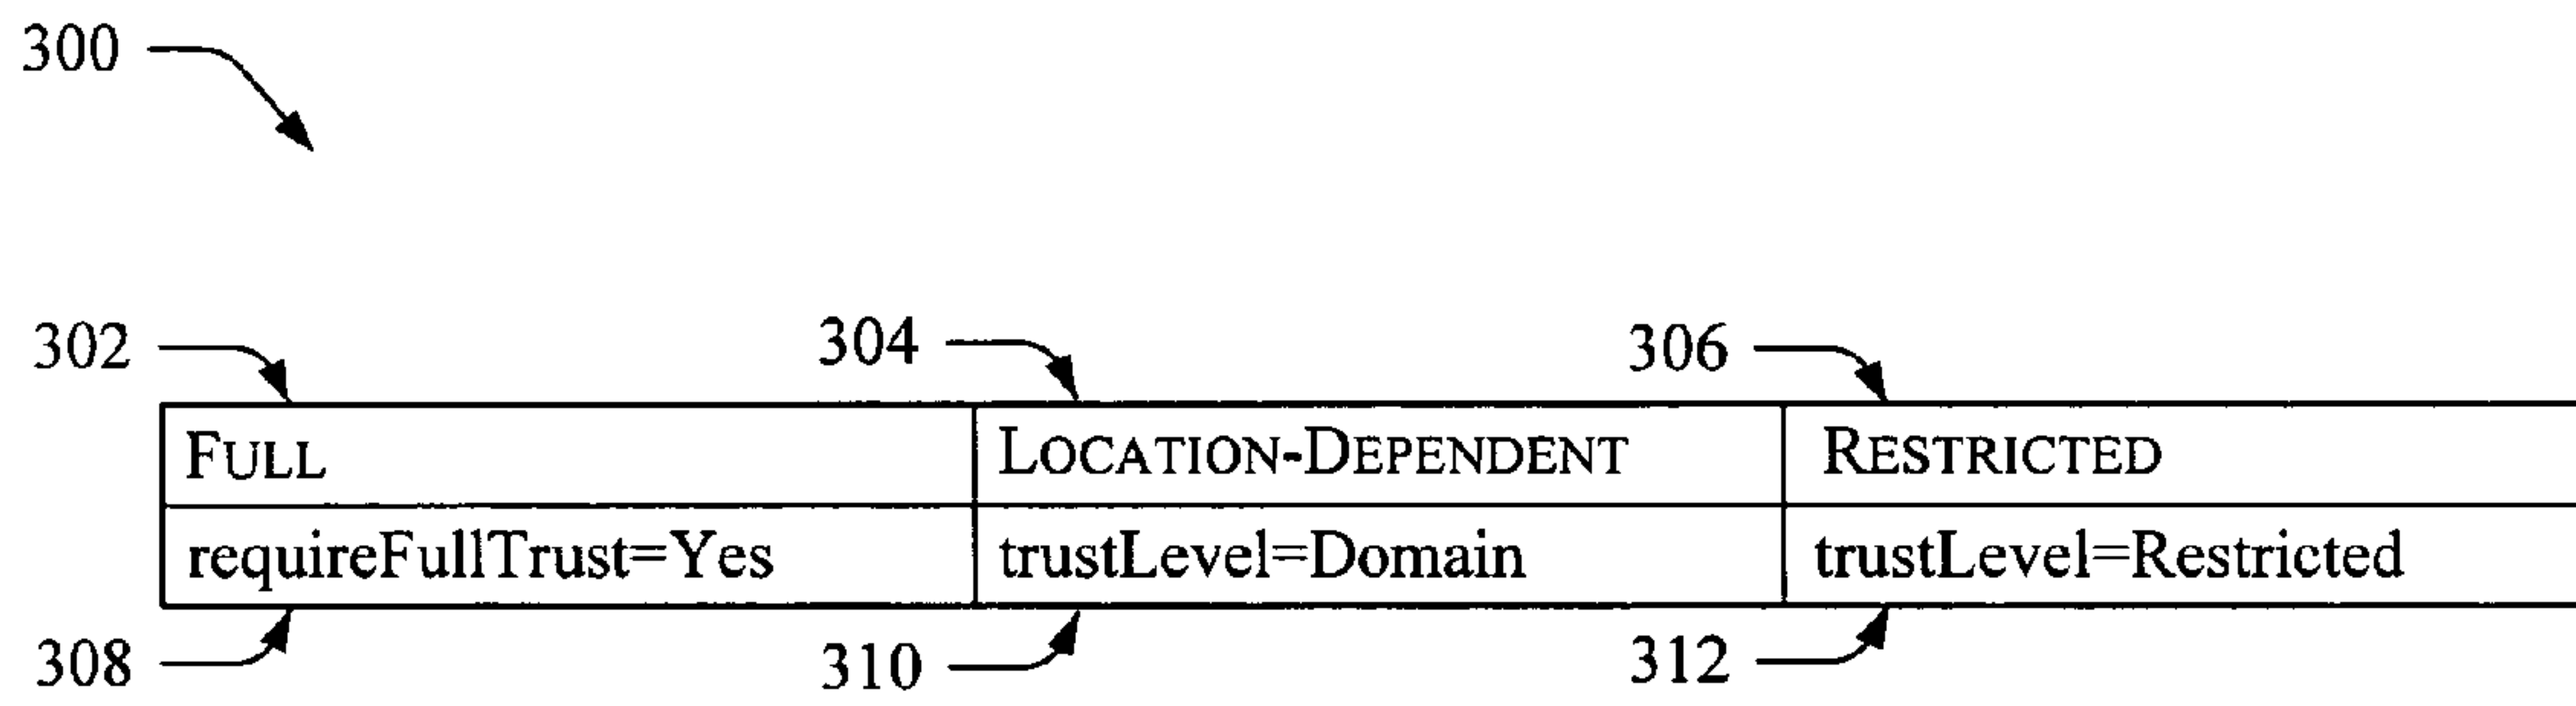 300
302 304 306
FULL LOCATION-DEPENDENT RESTRICTED
requireFullTrust=Yes trustLevel=Domain trustLevel=Restricted
308 310 312